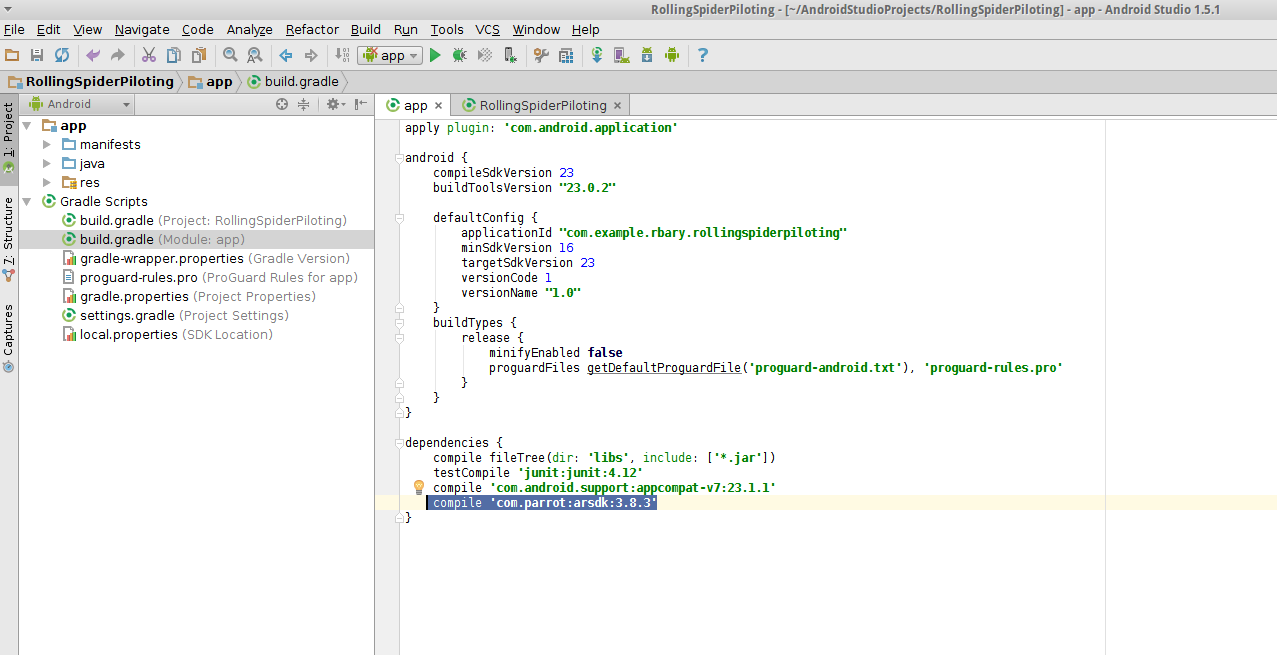 RollingSpiderPiloting - [~/AndroidStudioProjects/RollingSpiderPiloting] - app - Android Studio 1.5.1
File Edit View Navigate Code Analyze Refactor Build Run Tools VCS Window Help
app
RollingSpiderPiloting app build.gradle
1: Project
7: Structure
Captures
Android
app
manifests
java
res
Gradle Scripts
build.gradle (Project: RollingSpiderPiloting)
build.gradle (Module: app)
gradle-wrapper.properties (Gradle Version)
proguard-rules.pro (ProGuard Rules for app)
gradle.properties (Project Properties)
settings.gradle (Project Settings)
local.properties (SDK Location)
app × RollingSpiderPiloting ×
apply plugin: 'com.android.application'
android {
compileSdkVersion 23
buildToolsVersion "23.0.2"
defaultConfig {
applicationId "com.example.rbary.rollingspiderpiloting"
minSdkVersion 16
targetSdkVersion 23
versionCode 1
versionName "1.0"
}
buildTypes {
release {
minifyEnabled false
proguardFiles getDefaultProguardFile('proguard-android.txt'), 'proguard-rules.pro'
}
}
}
dependencies {
compile fileTree(dir: 'libs', include: ['*.jar'])
testCompile 'junit:junit:4.12'
compile 'com.android.support:appcompat-v7:23.1.1'
compile 'com.parrot:arsdk:3.8.3'
}